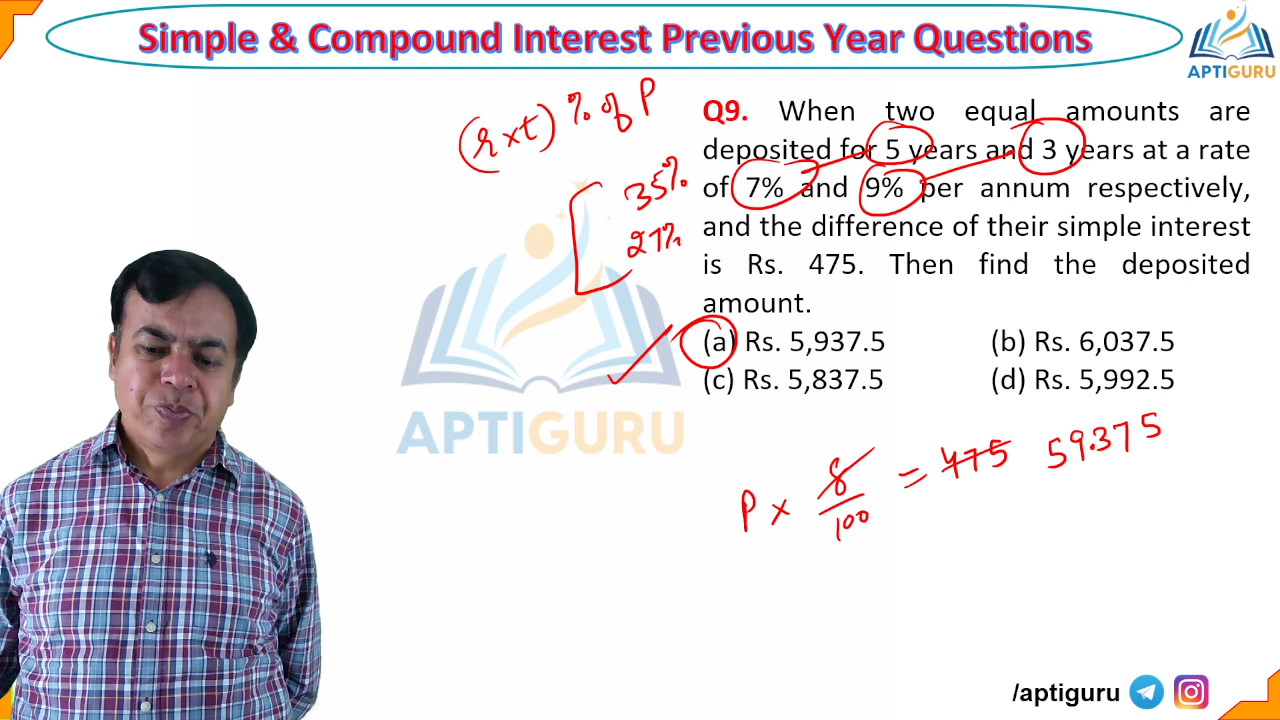 Simple & Compound Interest Previous Year Questions
APTIGURU
(r×t) % of P
35%
27%
Q9. When two equal amounts are
deposited for 5 years and 3 years at a rate
of 7% and 9% per annum respectively,
and the difference of their simple interest
is Rs. 475. Then find the deposited
amount.
(a) Rs. 5,937.5 (b) Rs. 6,037.5
(c) Rs. 5,837.5 (d) Rs. 5,992.5
APTIGURU
P × 8/100 = 475 59.375
/aptiguru